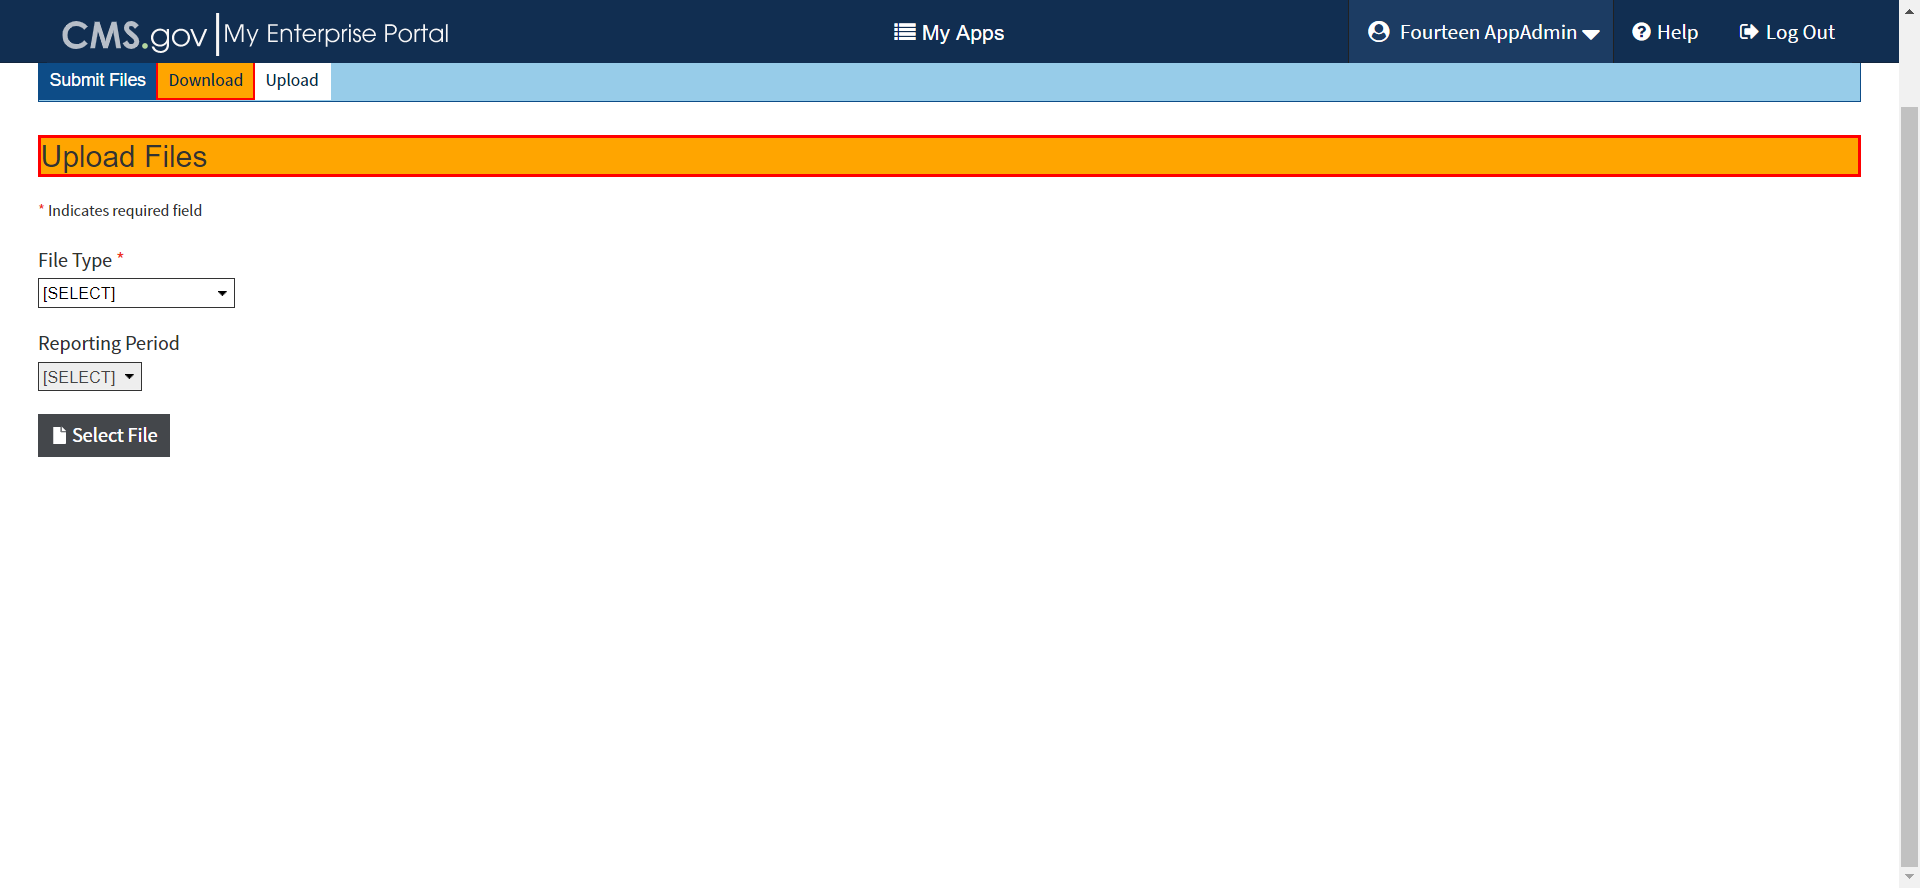 CMS.gov My Enterprise Portal My Apps Fourteen AppAdmin Help Log Out
Submit Files Download Upload
Upload Files
* Indicates required field
File Type *
[SELECT]
Reporting Period
[SELECT]
Select File